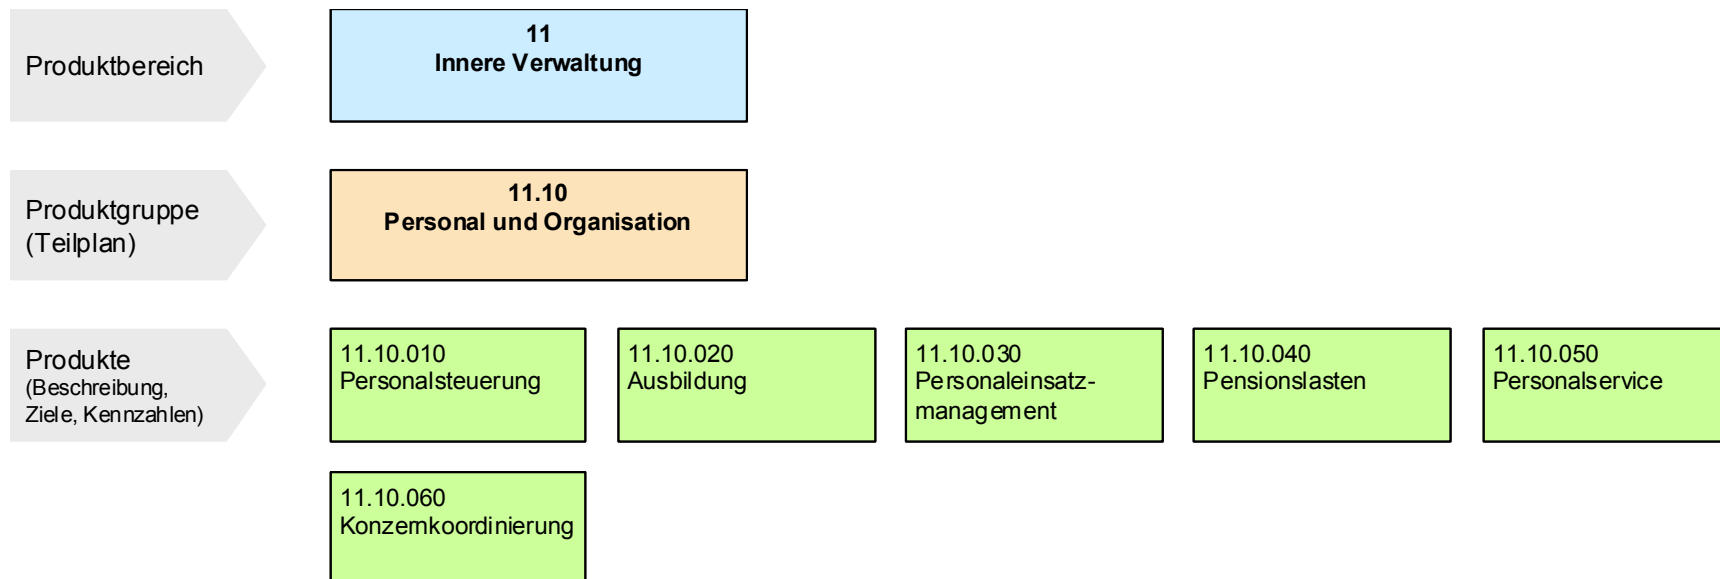 Produktbereich
11
Innere Verwaltung
Produktgruppe
(Teilplan)
11.10
Personal und Organisation
Produkte
(Beschreibung,
Ziele, Kennzahlen)
11.10.010
Personalsteuerung
11.10.020
Ausbildung
11.10.030
Personaleinsatz-
management
11.10.040
Pensionslasten
11.10.050
Personalservice
11.10.060
Konzernkoordinierung